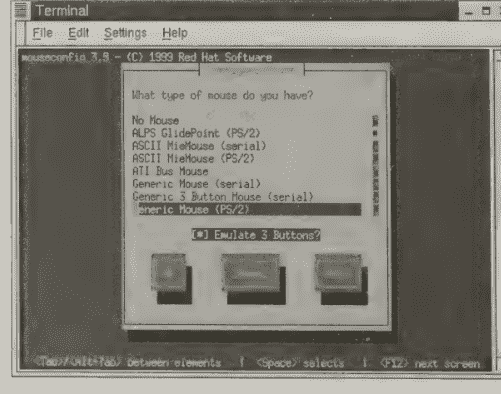 Terminal
File Edit Settings Help
mouseconfig 3.9 - (C) 1999 Red Hat Software
What type of mouse do you have?
No Mouse
ALPS GlidePoint (PS/2)
ASCII MieMouse (serial)
ASCII MieMouse (PS/2)
ATI Bus Mouse
Generic Mouse (serial)
Generic 3 Button Mouse (serial)
eneric Mouse (PS/2)
[*] Emulate 3 Buttons?
<Tab>/<Alt-Tab> between elements | <Space> selects | <F12> next screen